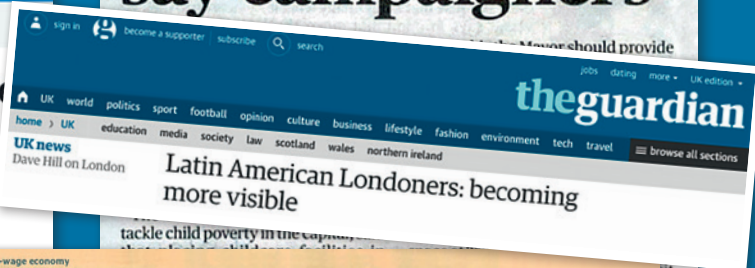 say campaigners
Mayor should provide
sign in become a supporter subscribe search
jobs dating more UK edition
theguardian
UK world politics sport football opinion culture business lifestyle fashion environment tech travel browse all sections
home > UK education media society law scotland wales northern ireland
UK news
Dave Hill on London
Latin American Londoners: becoming
more visible
tackle child poverty in the capital,
-wage economy